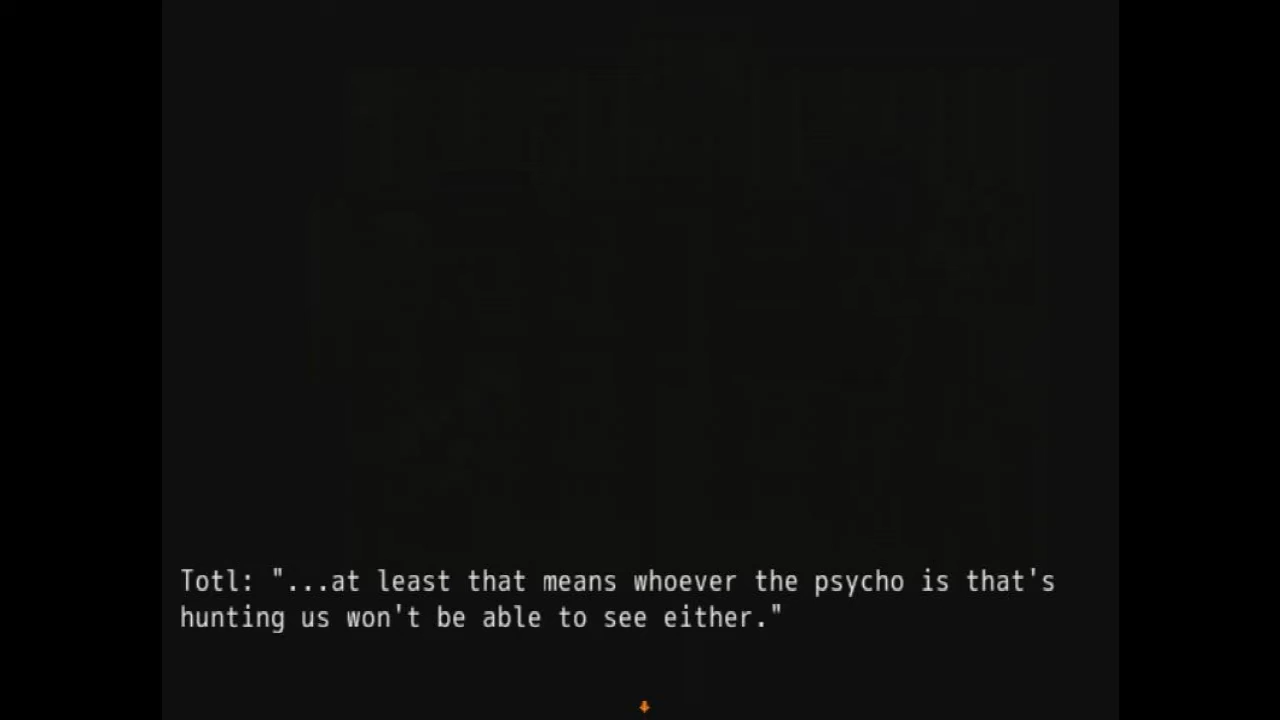 Totl: "...at least that means whoever the psycho is that's
hunting us won't be able to see either."